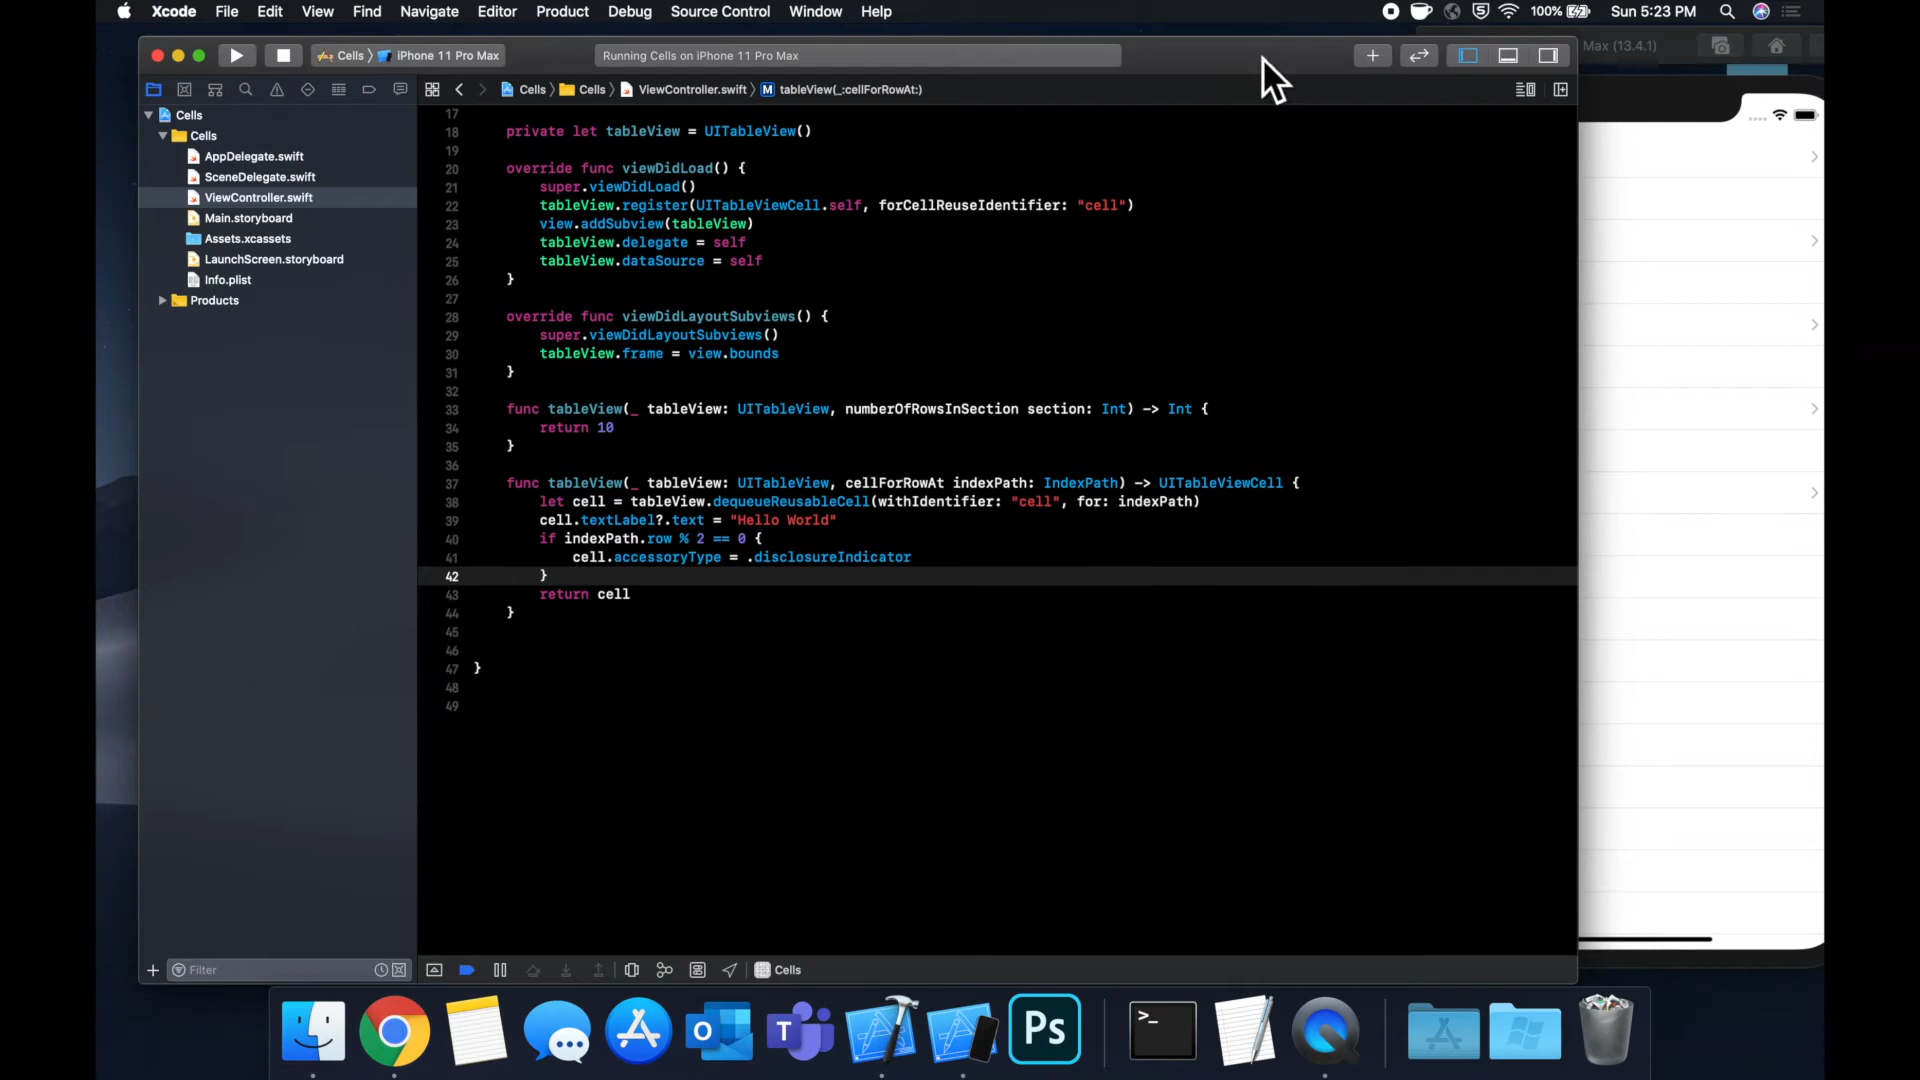 Xcode File Edit View Find Navigate Editor Product Debug Source Control Window Help 100% Sun 5:23 PM
Cells 〉 iPhone 11 Pro Max Running Cells on iPhone 11 Pro Max Max (13.4.1)
Cells 〉 Cells 〉 ViewController.swift 〉 M tableView(_:cellForRowAt:)
Cells
Cells
AppDelegate.swift
SceneDelegate.swift
ViewController.swift
Main.storyboard
Assets.xcassets
LaunchScreen.storyboard
Info.plist
Products
17
18 private let tableView = UITableView()
19
20 override func viewDidLoad() {
21 super.viewDidLoad()
22 tableView.register(UITableViewCell.self, forCellReuseIdentifier: "cell")
23 view.addSubview(tableView)
24 tableView.delegate = self
25 tableView.dataSource = self
26 }
27
28 override func viewDidLayoutSubviews() {
29 super.viewDidLayoutSubviews()
30 tableView.frame = view.bounds
31 }
32
33 func tableView(_ tableView: UITableView, numberOfRowsInSection section: Int) -> Int {
34 return 10
35 }
36
37 func tableView(_ tableView: UITableView, cellForRowAt indexPath: IndexPath) -> UITableViewCell {
38 let cell = tableView.dequeueReusableCell(withIdentifier: "cell", for: indexPath)
39 cell.textLabel?.text = "Hello World"
40 if indexPath.row % 2 == 0 {
41 cell.accessoryType = .disclosureIndicator
42 }
43 return cell
44 }
45
46
47 }
48
49
Filter Cells
O T Ps >_